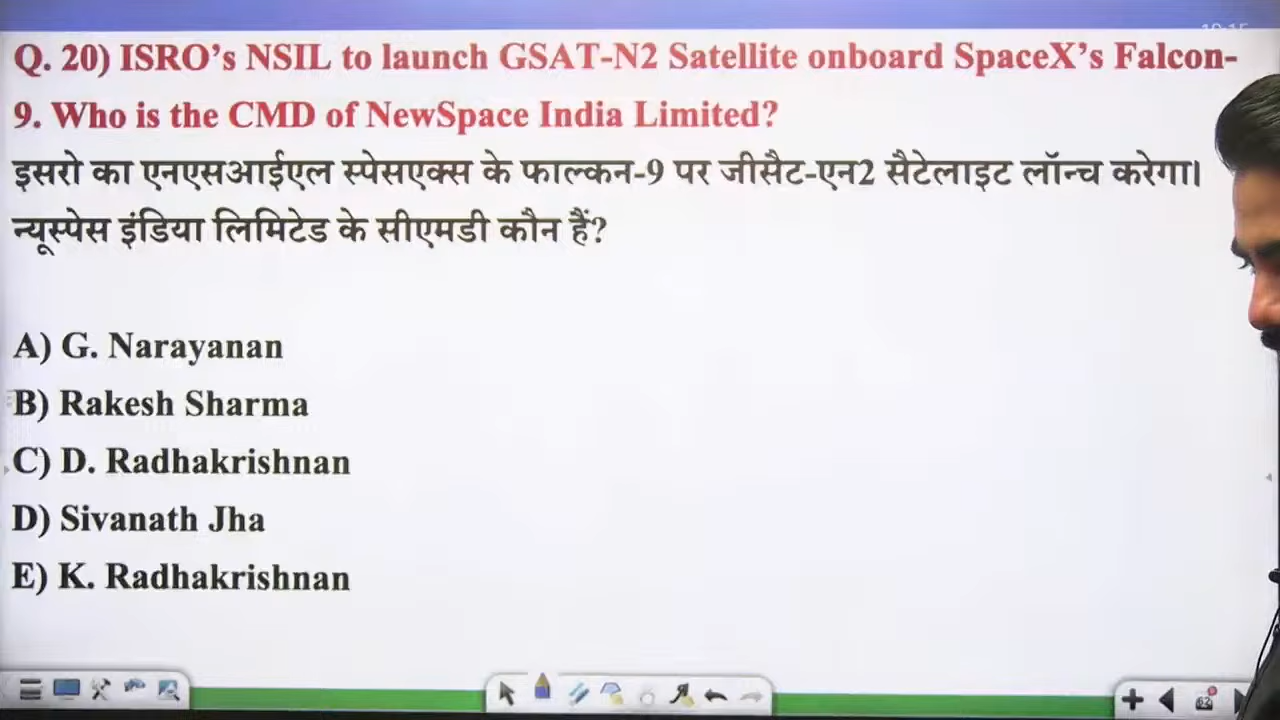 Q. 20) ISRO's NSIL to launch GSAT-N2 Satellite onboard SpaceX's Falcon-
9. Who is the CMD of NewSpace India Limited?
इसरो का एनएसआईएल स्पेसएक्स के फाल्कन-9 पर जीसैट-एन2 सैटेलाइट लॉन्च करेगा।
न्यूस्पेस इंडिया लिमिटेड के सीएमडी कौन हैं?
A) G. Narayanan
B) Rakesh Sharma
C) D. Radhakrishnan
D) Sivanath Jha
E) K. Radhakrishnan
62